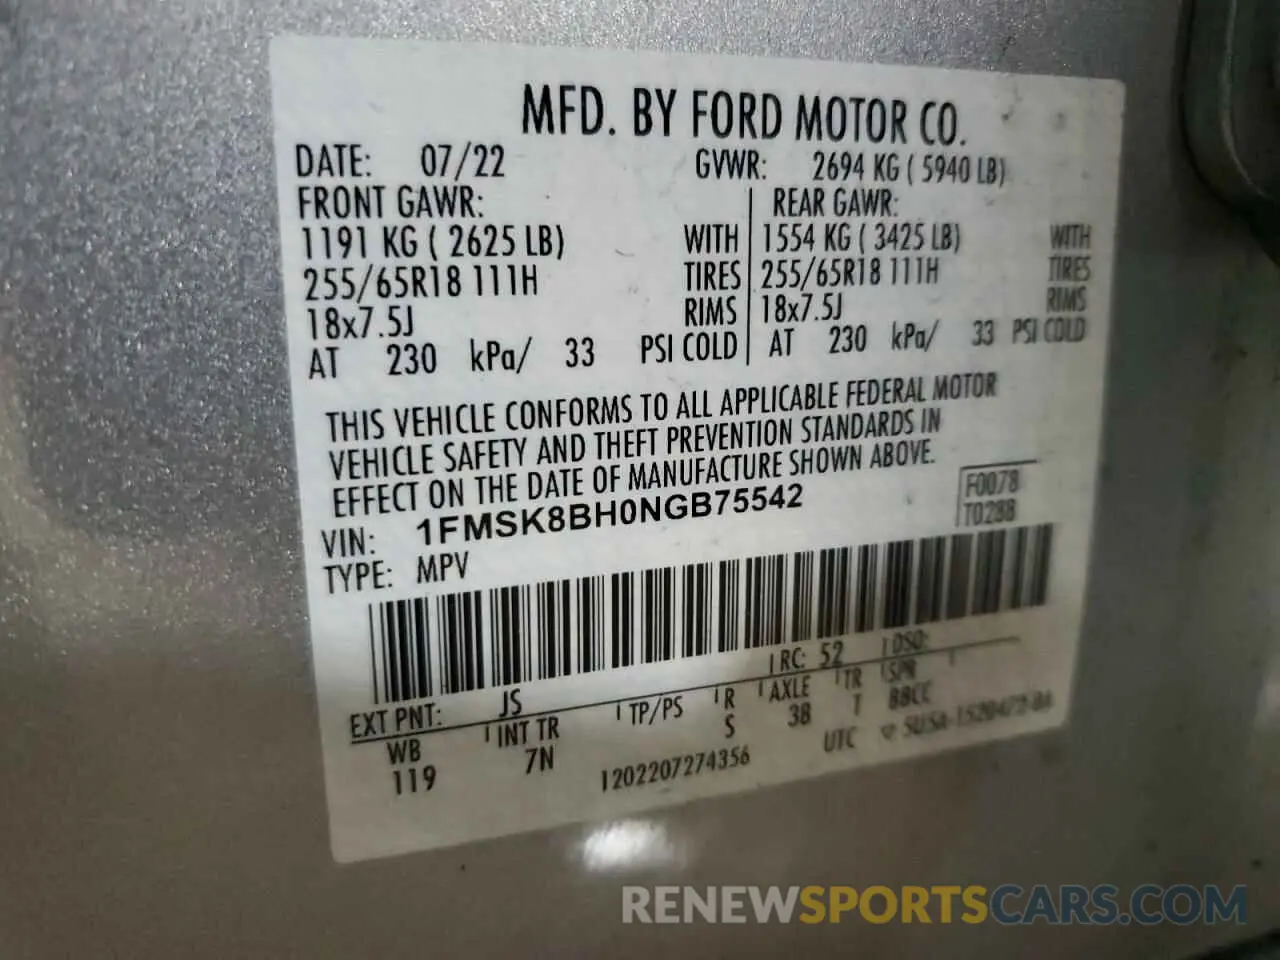 MFD. BY FORD MOTOR CO.
DATE: 07/22 GVWR: 2694 KG ( 5940 LB)
FRONT GAWR: REAR GAWR:
1191 KG ( 2625 LB) WITH 1554 KG ( 3425 LB) WITH
255/65R18 111H TIRES 255/65R18 111H TIRES
18x7.5J RIMS 18x7.5J RIMS
AT 230 kPa/ 33 PSI COLD AT 230 kPa/ 33 PSI COLD
THIS VEHICLE CONFORMS TO ALL APPLICABLE FEDERAL MOTOR
VEHICLE SAFETY AND THEFT PREVENTION STANDARDS IN
EFFECT ON THE DATE OF MANUFACTURE SHOWN ABOVE.
F0078
VIN: 1FMSK8BH0NGB75542 T0288
TYPE: MPV
EXT PNT: JS RC: 52 DSO:
WB INT TR TP/PS R AXLE TR SPR
119 7N S 38 T 88CC
1202207274356 UTC
RENEWSPORTSCARS.COM